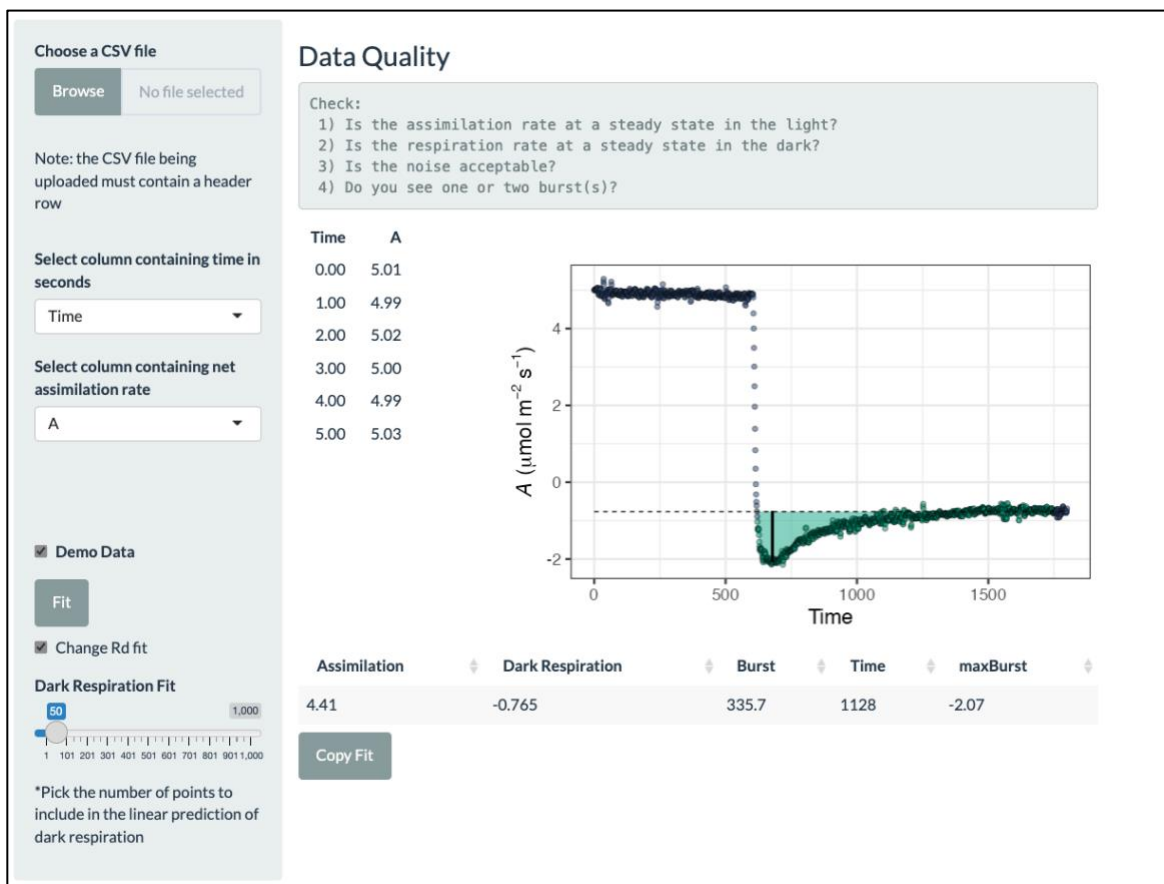 Choose a CSV file
Browse
No file selected
Note: the CSV file being
uploaded must contain a header
row
Select column containing time in
seconds
Time
Select column containing net
assimilation rate
A
Demo Data
Fit
Change Rd fit
Dark Respiration Fit
50
1,000
1 101 201 301 401 501 601 701 801 901 1,000
*Pick the number of points to
include in the linear prediction of
dark respiration
Data Quality
Check:
1) Is the assimilation rate at a steady state in the light?
2) Is the respiration rate at a steady state in the dark?
3) Is the noise acceptable?
4) Do you see one or two burst(s)?
Time A
0.00 5.01
1.00 4.99
2.00 5.02
3.00 5.00
4.00 4.99
5.00 5.03
A (μmol m⁻² s⁻¹)
4
2
0
-2
0 500 1000 1500
Time
Assimilation Dark Respiration Burst Time maxBurst
4.41 -0.765 335.7 1128 -2.07
Copy Fit